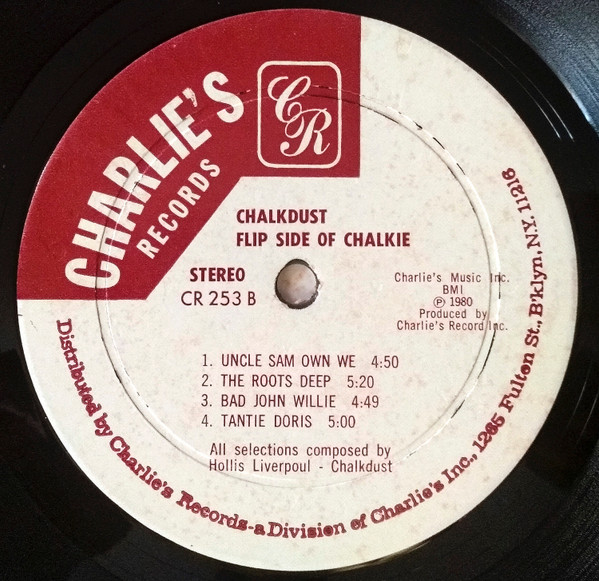 CHARLIE'S
RECORDS
CR
CHALKDUST
FLIP SIDE OF CHALKIE
STEREO
CR 253 B
Charlie's Music Inc.
BMI
℗ 1980
Produced by
Charlie's Record Inc.
1. UNCLE SAM OWN WE 4:50
2. THE ROOTS DEEP 5:20
3. BAD JOHN WILLIE 4:49
4. TANTIE DORIS 5:00
All selections composed by
Hollis Liverpoul - Chalkdust
Distributed by Charlie's Records-a Division of Charlie's Inc., 1285 Fulton St., B'klyn, N.Y. 11216